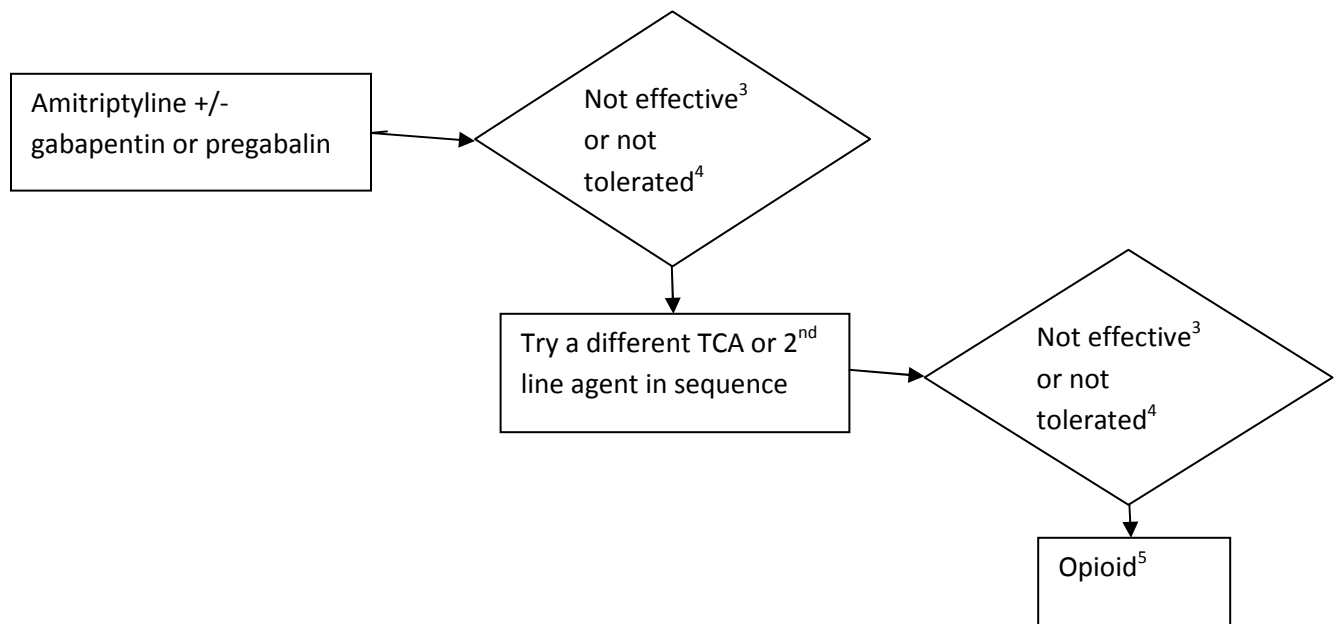 Amitriptyline +/-
gabapentin or pregabalin
Not effective³
or not
tolerated⁴
Try a different TCA or 2ⁿᵈ
line agent in sequence
Not effective³
or not
tolerated⁴
Opioid⁵